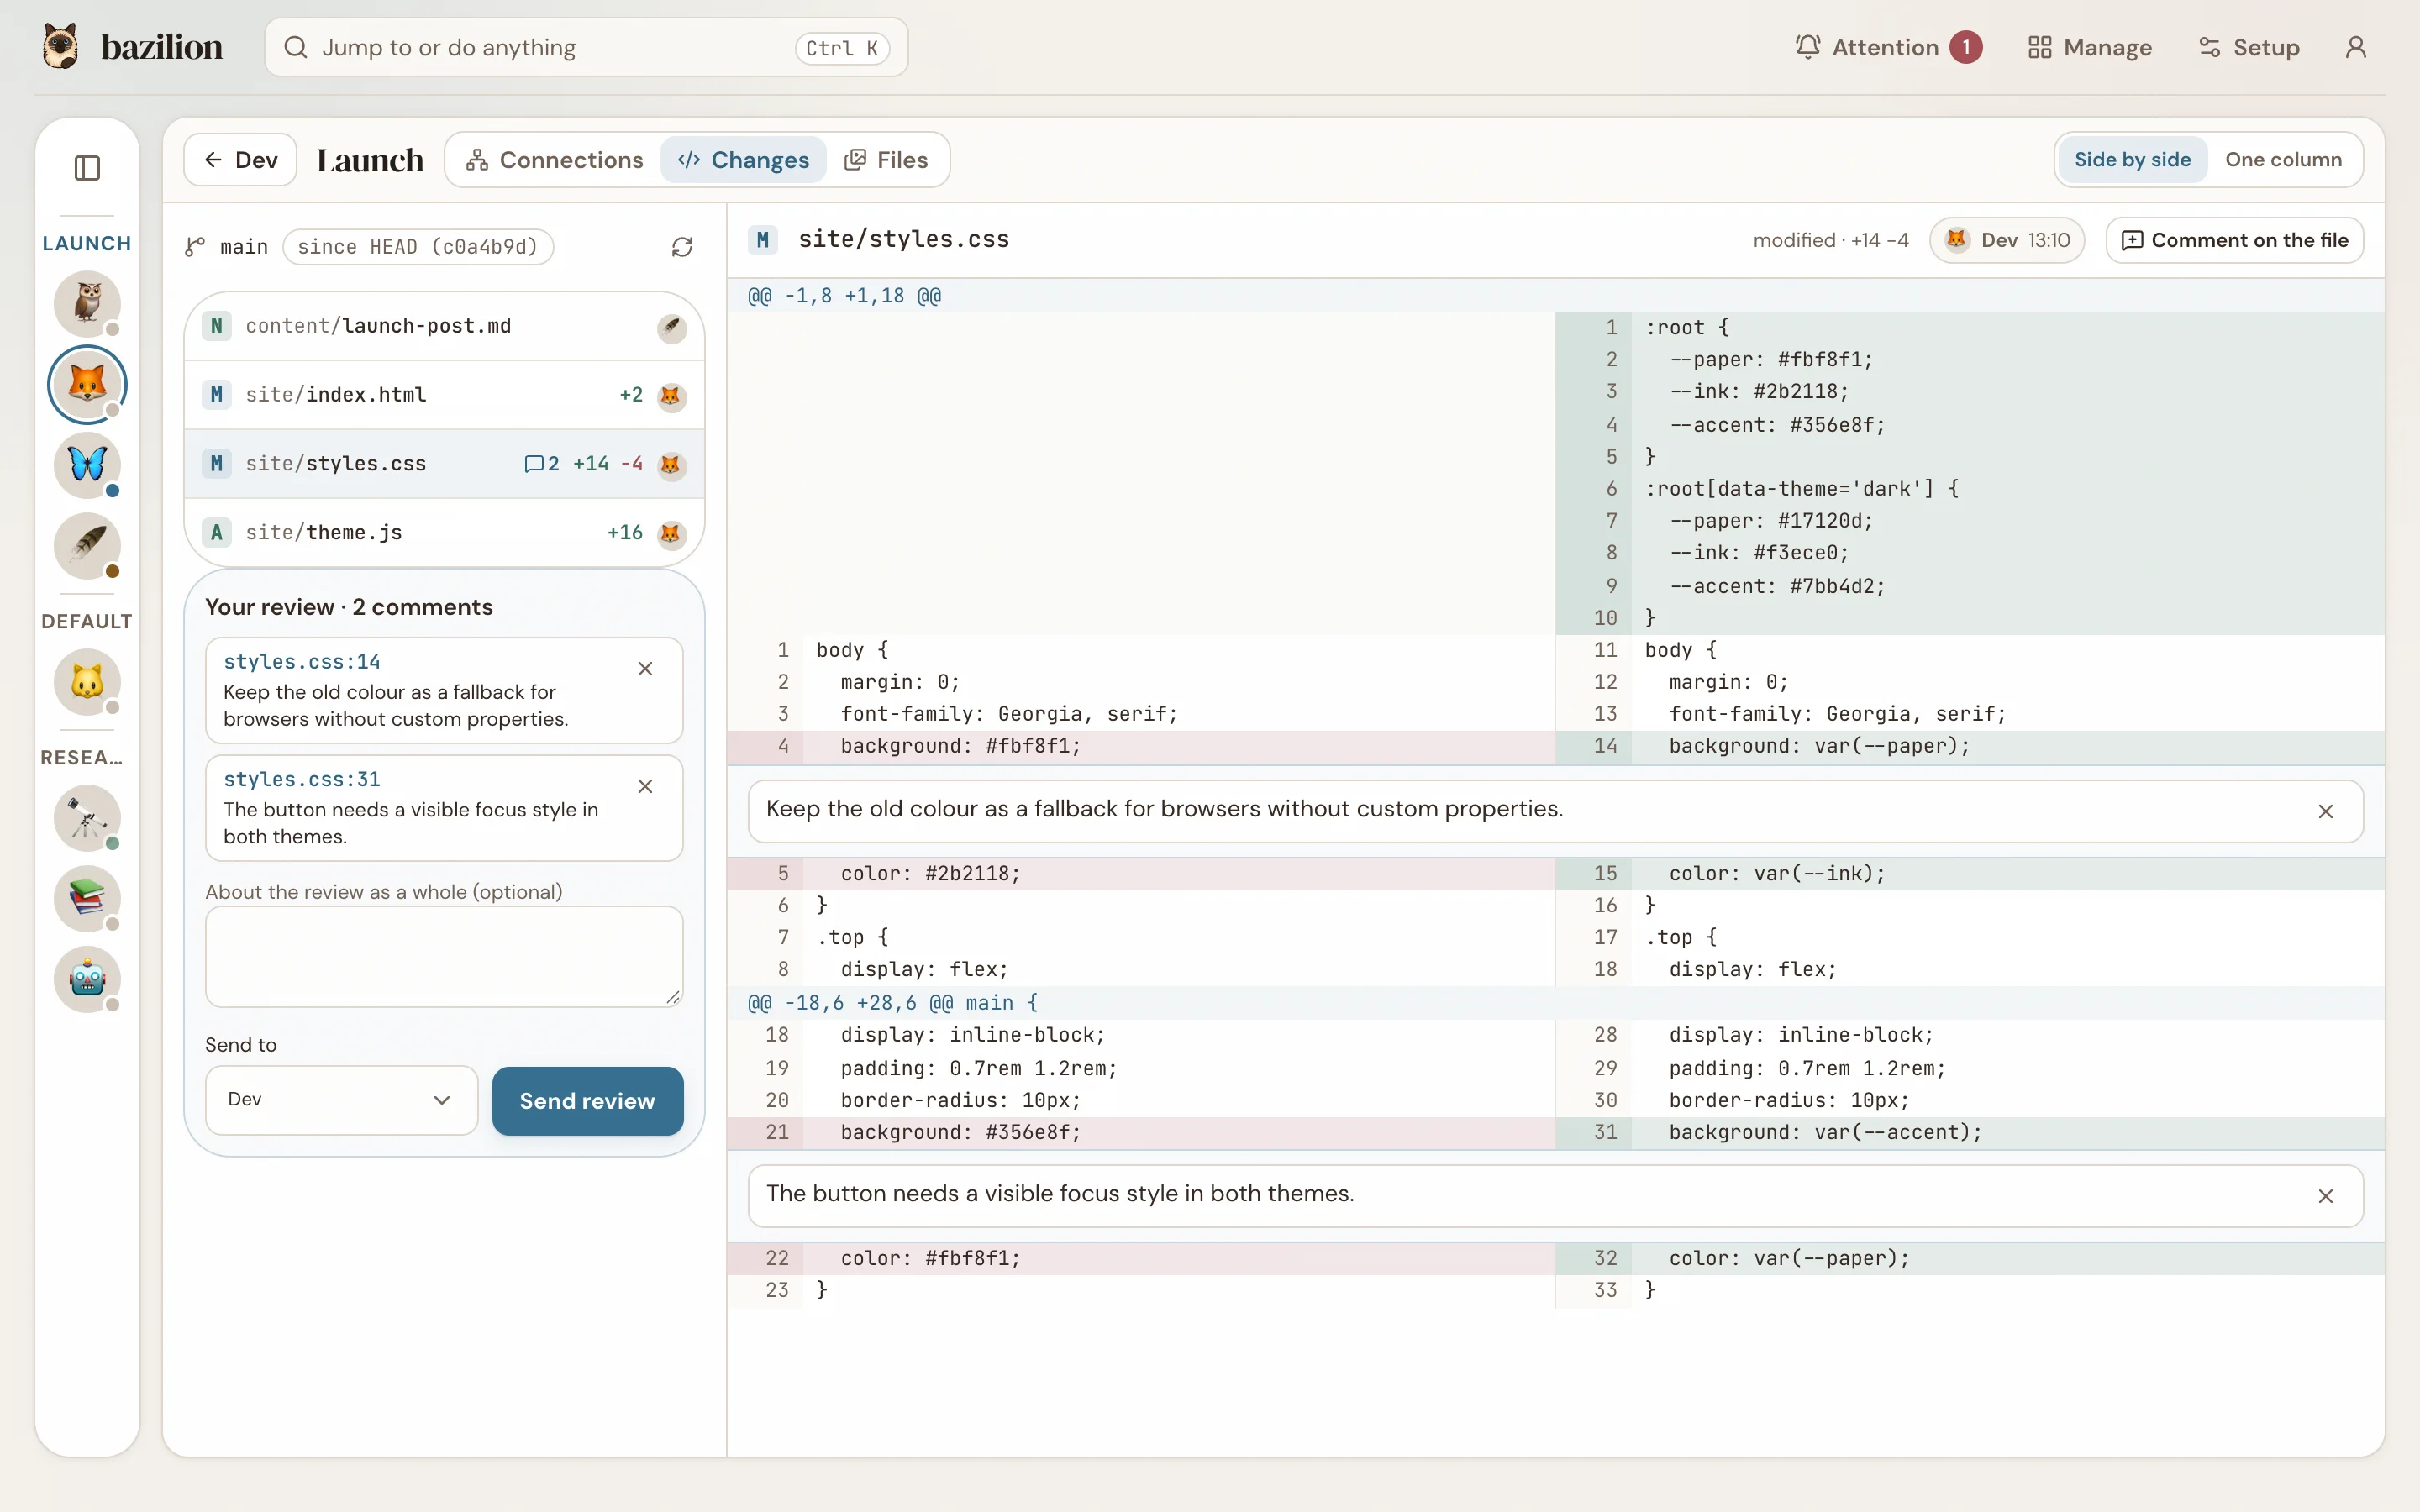 bazilion
Jump to or do anything
Ctrl K
Attention 1
Manage
Setup
LAUNCH
DEFAULT
RESEA…
Dev
Launch
Connections
Changes
Files
Side by side
One column
main
since HEAD (c0a4b9d)
N content/launch-post.md
M site/index.html +2
M site/styles.css 2 +14 -4
A site/theme.js +16
Your review · 2 comments
styles.css:14
Keep the old colour as a fallback for
browsers without custom properties.
styles.css:31
The button needs a visible focus style in
both themes.
About the review as a whole (optional)
Send to
Dev
Send review
M site/styles.css
modified · +14 −4
Dev 13:10
Comment on the file
@@ -1,8 +1,18 @@
1 :root {
2 --paper: #fbf8f1;
3 --ink: #2b2118;
4 --accent: #356e8f;
5 }
6 :root[data-theme='dark'] {
7 --paper: #17120d;
8 --ink: #f3ece0;
9 --accent: #7bb4d2;
10 }
1 body { 11 body {
2 margin: 0; 12 margin: 0;
3 font-family: Georgia, serif; 13 font-family: Georgia, serif;
4 background: #fbf8f1; 14 background: var(--paper);
Keep the old colour as a fallback for browsers without custom properties.
5 color: #2b2118; 15 color: var(--ink);
6 } 16 }
7 .top { 17 .top {
8 display: flex; 18 display: flex;
@@ -18,6 +28,6 @@ main {
18 display: inline-block; 28 display: inline-block;
19 padding: 0.7rem 1.2rem; 29 padding: 0.7rem 1.2rem;
20 border-radius: 10px; 30 border-radius: 10px;
21 background: #356e8f; 31 background: var(--accent);
The button needs a visible focus style in both themes.
22 color: #fbf8f1; 32 color: var(--paper);
23 } 33 }